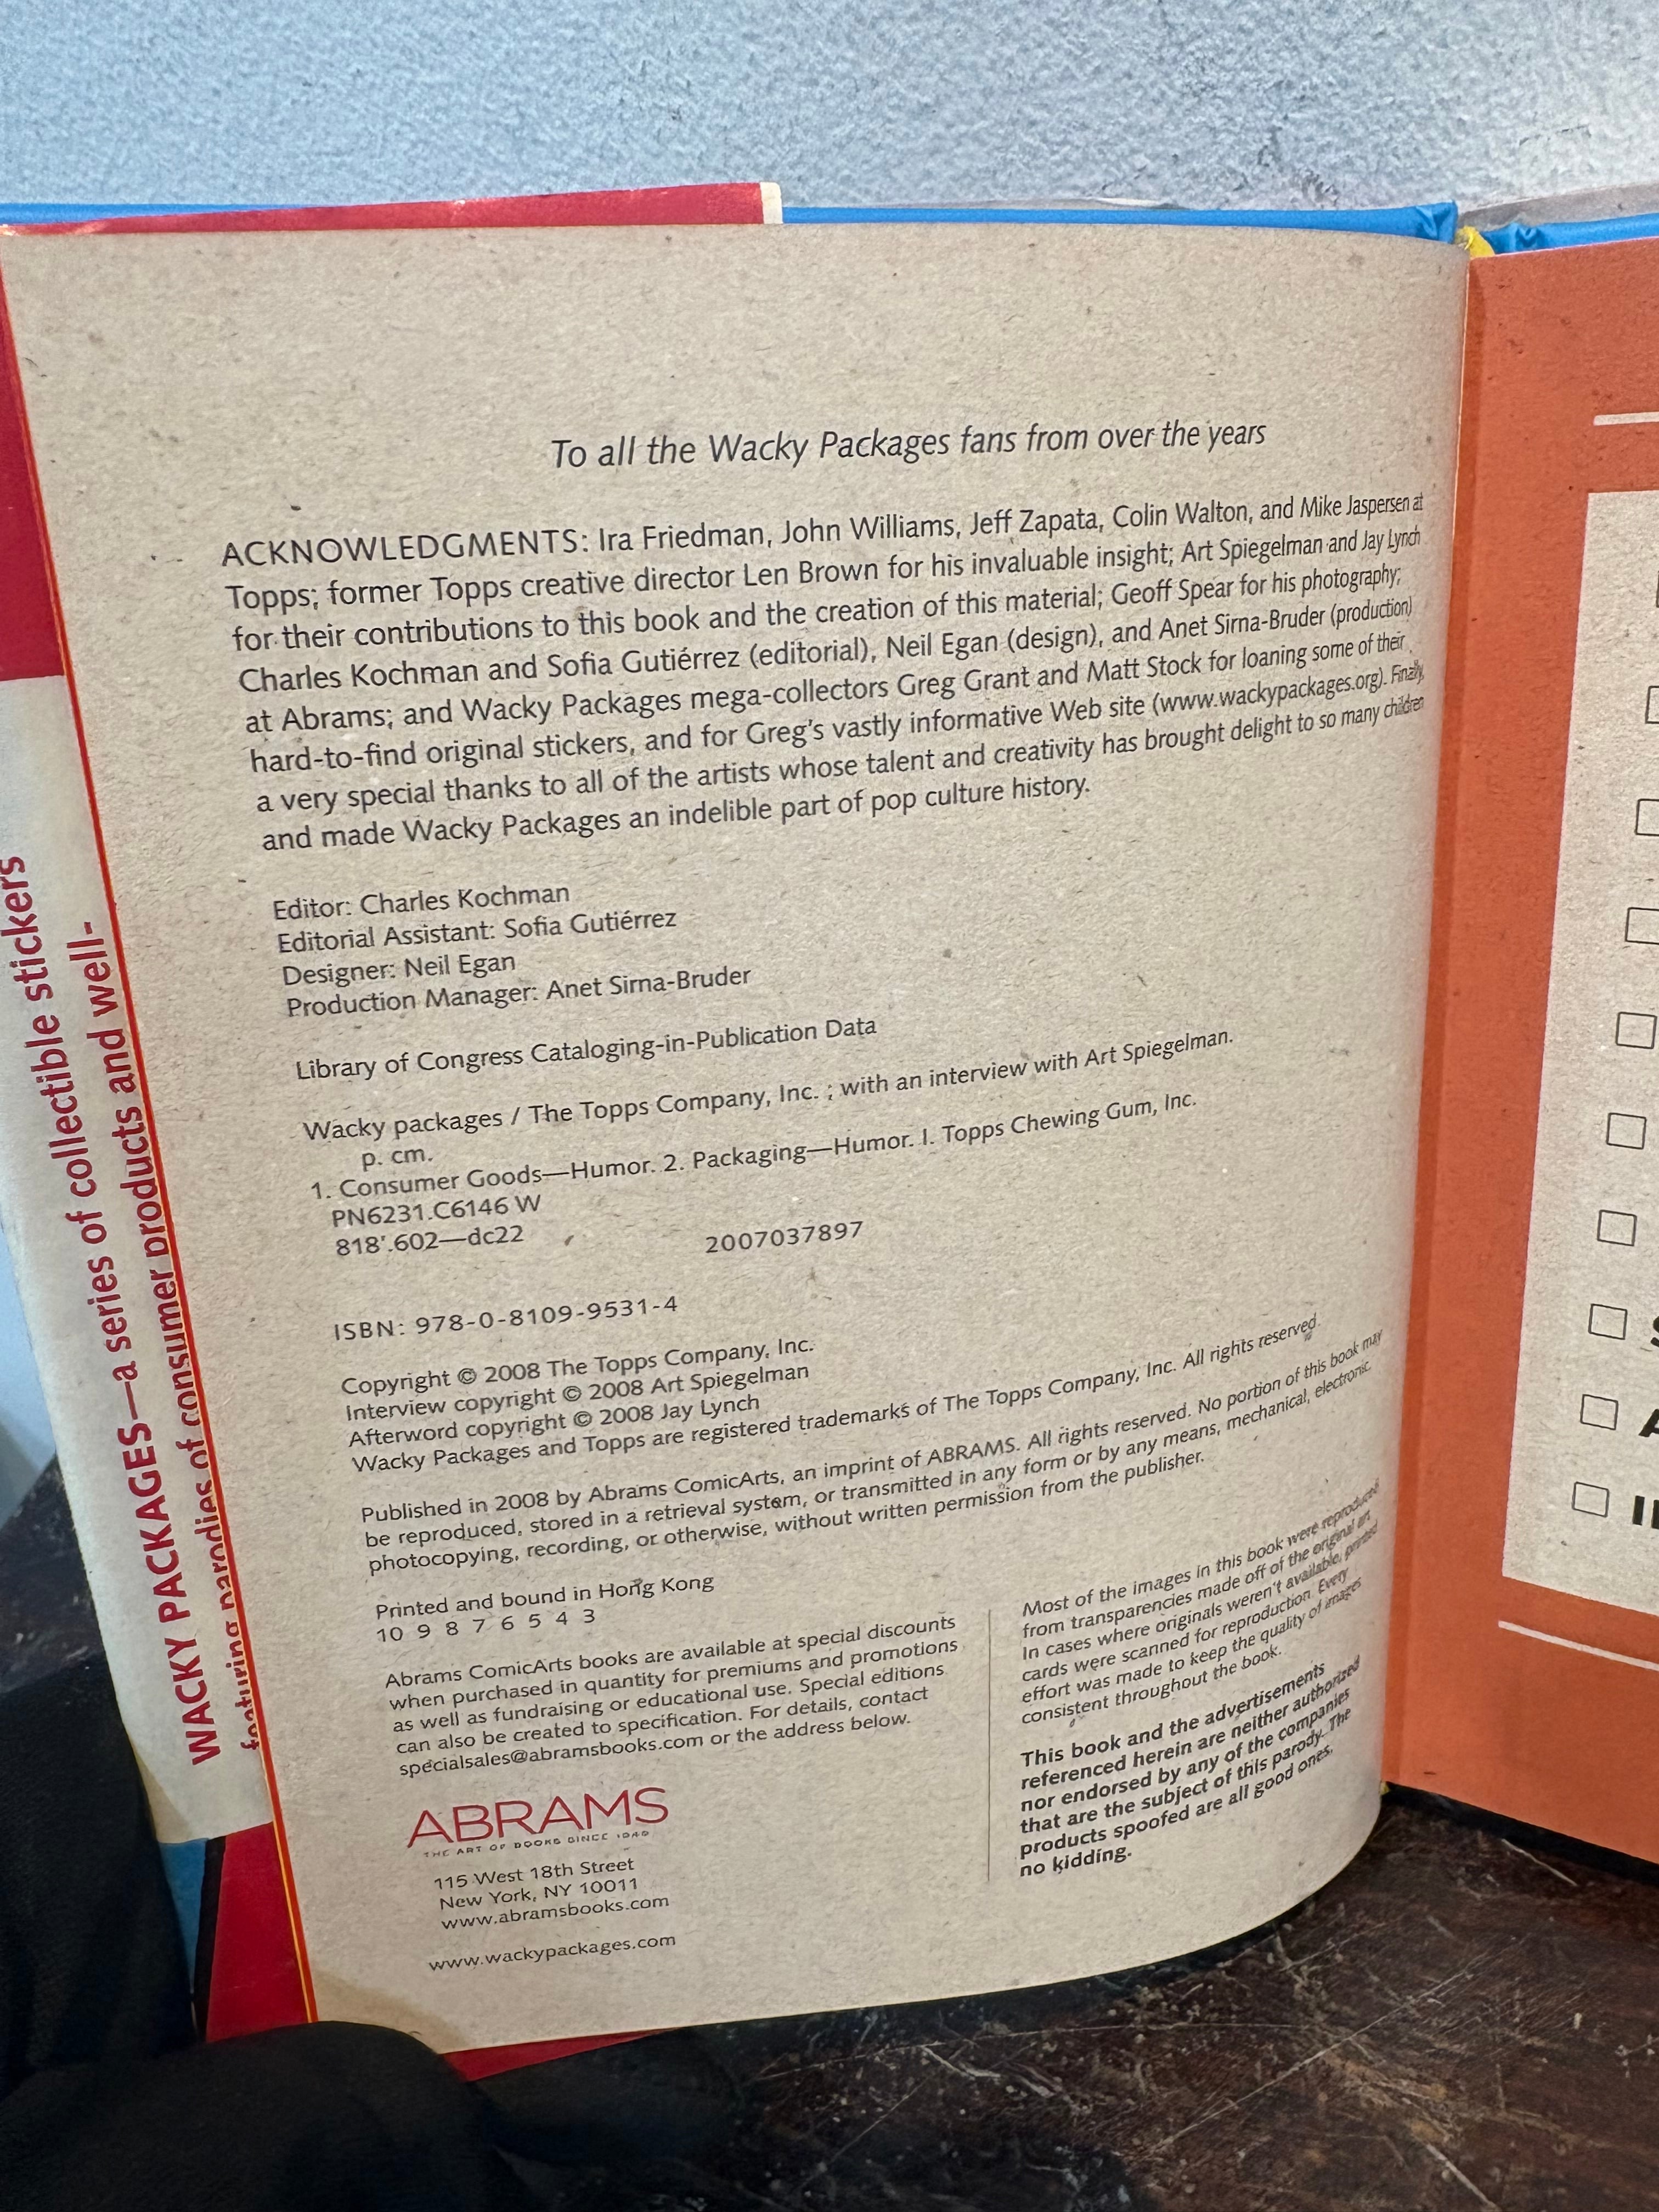 To all the Wacky Packages fans from over the years
ACKNOWLEDGMENTS: Ira Friedman, John Williams, Jeff Zapata, Colin Walton, and Mike Jaspersen at
Topps; former Topps creative director Len Brown for his invaluable insight; Art Spiegelman and Jay Lynch
for their contributions to this book and the creation of this material; Geoff Spear for his photography;
Charles Kochman and Sofia Gutiérrez (editorial), Neil Egan (design), and Anet Sirna-Bruder (production)
at Abrams; and Wacky Packages mega-collectors Greg Grant and Matt Stock for loaning some of their
hard-to-find original stickers, and for Greg's vastly informative Web site (www.wackypackages.org). Finally,
a very special thanks to all of the artists whose talent and creativity has brought delight to so many children
and made Wacky Packages an indelible part of pop culture history.
Editor: Charles Kochman
Editorial Assistant: Sofia Gutiérrez
Designer: Neil Egan
Production Manager: Anet Sirna-Bruder
Library of Congress Cataloging-in-Publication Data
Wacky packages / The Topps Company, Inc. ; with an interview with Art Spiegelman.
p. cm.
1. Consumer Goods—Humor. 2. Packaging—Humor. I. Topps Chewing Gum, Inc.
PN6231.C6146 W
818'.602—dc22 2007037897
ISBN: 978-0-8109-9531-4
Copyright © 2008 The Topps Company, Inc.
Interview copyright © 2008 Art Spiegelman
Afterword copyright © 2008 Jay Lynch
Wacky Packages and Topps are registered trademarks of The Topps Company, Inc. All rights reserved.
Published in 2008 by Abrams ComicArts, an imprint of ABRAMS. All rights reserved. No portion of this book may
be reproduced, stored in a retrieval system, or transmitted in any form or by any means, mechanical, electronic,
photocopying, recording, or otherwise, without written permission from the publisher.
Printed and bound in Hong Kong
10 9 8 7 6 5 4 3
Abrams ComicArts books are available at special discounts
when purchased in quantity for premiums and promotions
as well as fundraising or educational use. Special editions
can also be created to specification. For details, contact
specialsales@abramsbooks.com or the address below.
ABRAMS
THE ART OF BOOKS SINCE 1949
115 West 18th Street
New York, NY 10011
www.abramsbooks.com
www.wackypackages.com
Most of the images in this book were reproduced
from transparencies made off of the original art.
In cases where originals weren't available, printed
cards were scanned for reproduction. Every
effort was made to keep the quality of images
consistent throughout the book.
This book and the advertisements
referenced herein are neither authorized
nor endorsed by any of the companies
that are the subject of this parody. The
products spoofed are all good ones,
no kidding.
WACKY PACKAGES—a series of collectible stickers
featuring parodies of consumer products and well-